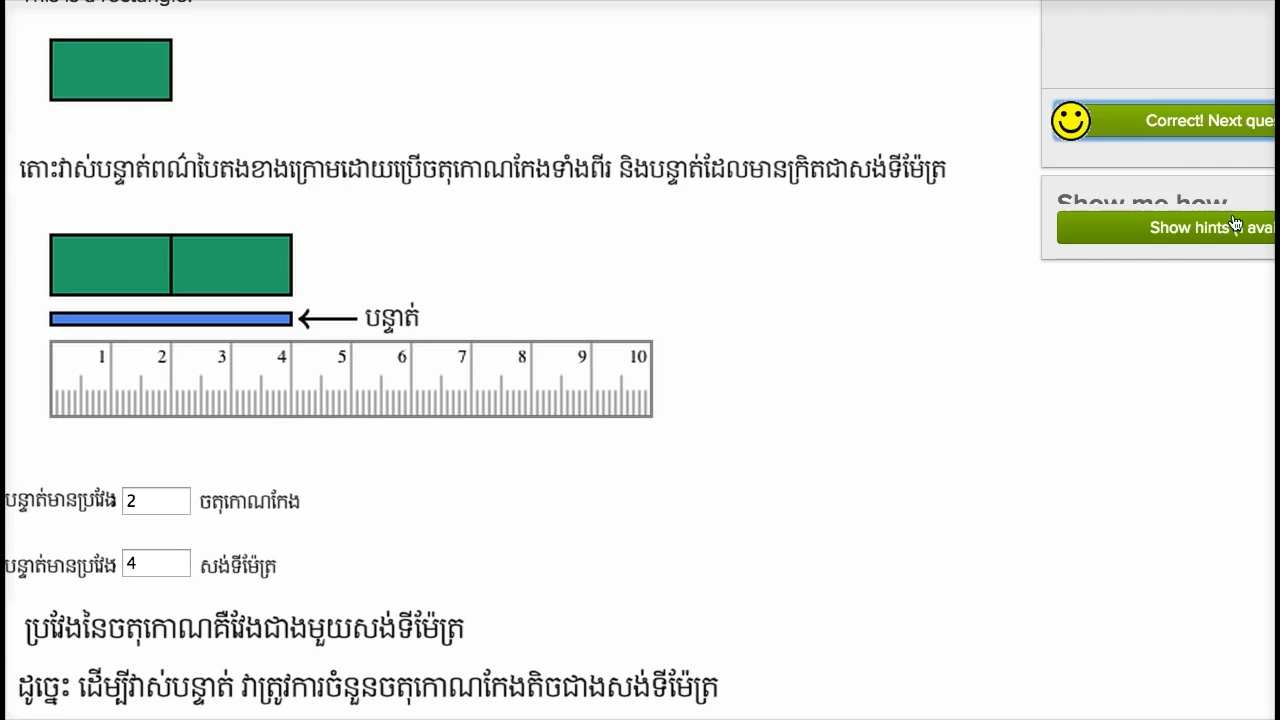 This is a rectangle.
Correct! Next ques
តោះវាស់បន្ទាត់ពណ៌បៃតងខាងក្រោមដោយប្រើចតុកោណកែងទាំងពីរ និងបន្ទាត់ដែលមានក្រិតជាសង់ទីម៉ែត្រ
Show me how
Show hints avai
បន្ទាត់
1 2 3 4 5 6 7 8 9 10
បន្ទាត់មានប្រវែង 2 ចតុកោណកែង
បន្ទាត់មានប្រវែង 4 សង់ទីម៉ែត្រ
ប្រវែងនៃចតុកោណគឺវែងជាងមួយសង់ទីម៉ែត្រ
ដូច្នេះ ដើម្បីវាស់បន្ទាត់ វាត្រូវការចំនួនចតុកោណកែងតិចជាងសង់ទីម៉ែត្រ